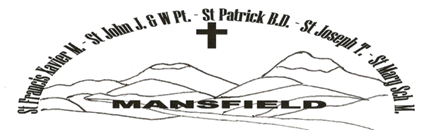 St Francis Xavier M. - St John J. G W Pt. - St Patrick B.D. - St Joseph T. - St Mary Sch M.
MANSFIELD